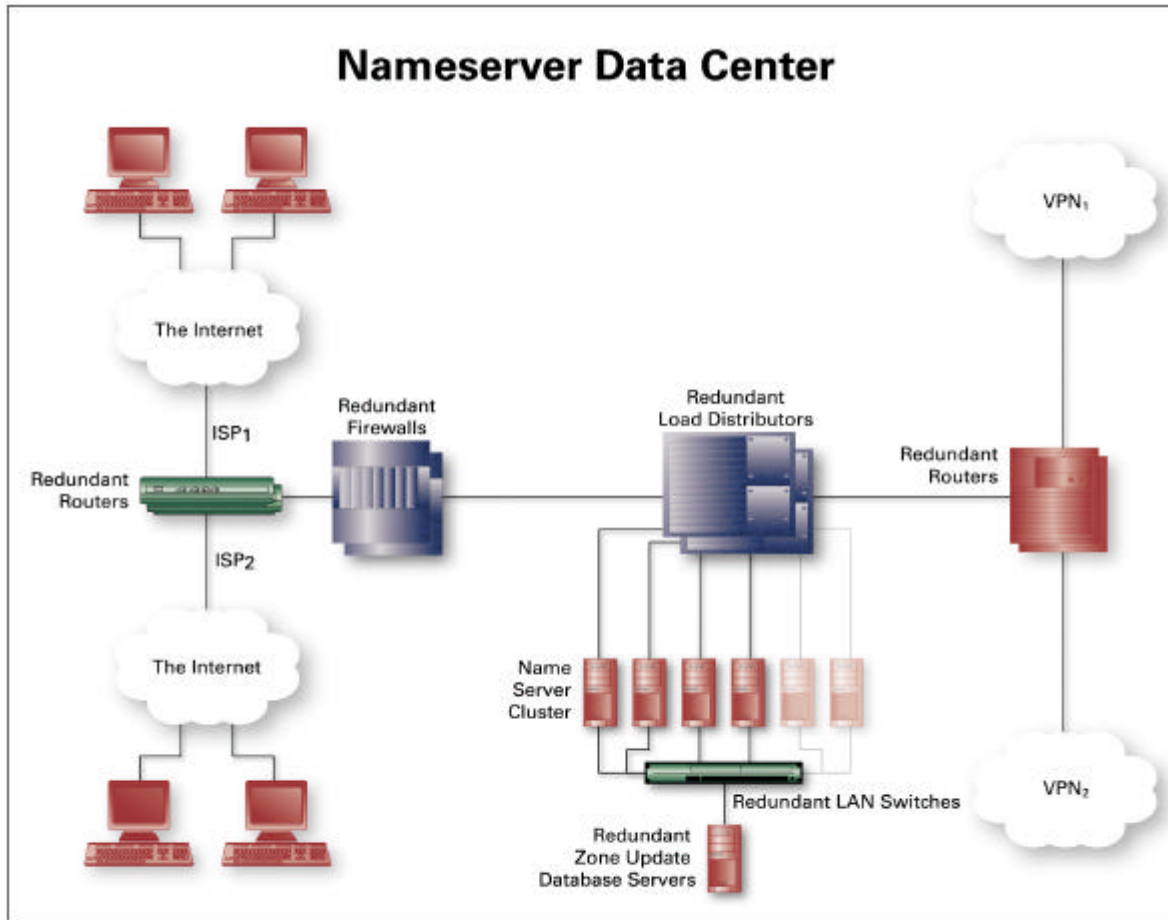 Nameserver Data Center
The Internet
ISP1
Redundant
Routers
ISP2
The Internet
Redundant
Firewalls
Redundant
Load Distributors
Name
Server
Cluster
Redundant LAN Switches
Redundant
Zone Update
Database Servers
VPN1
Redundant
Routers
VPN2